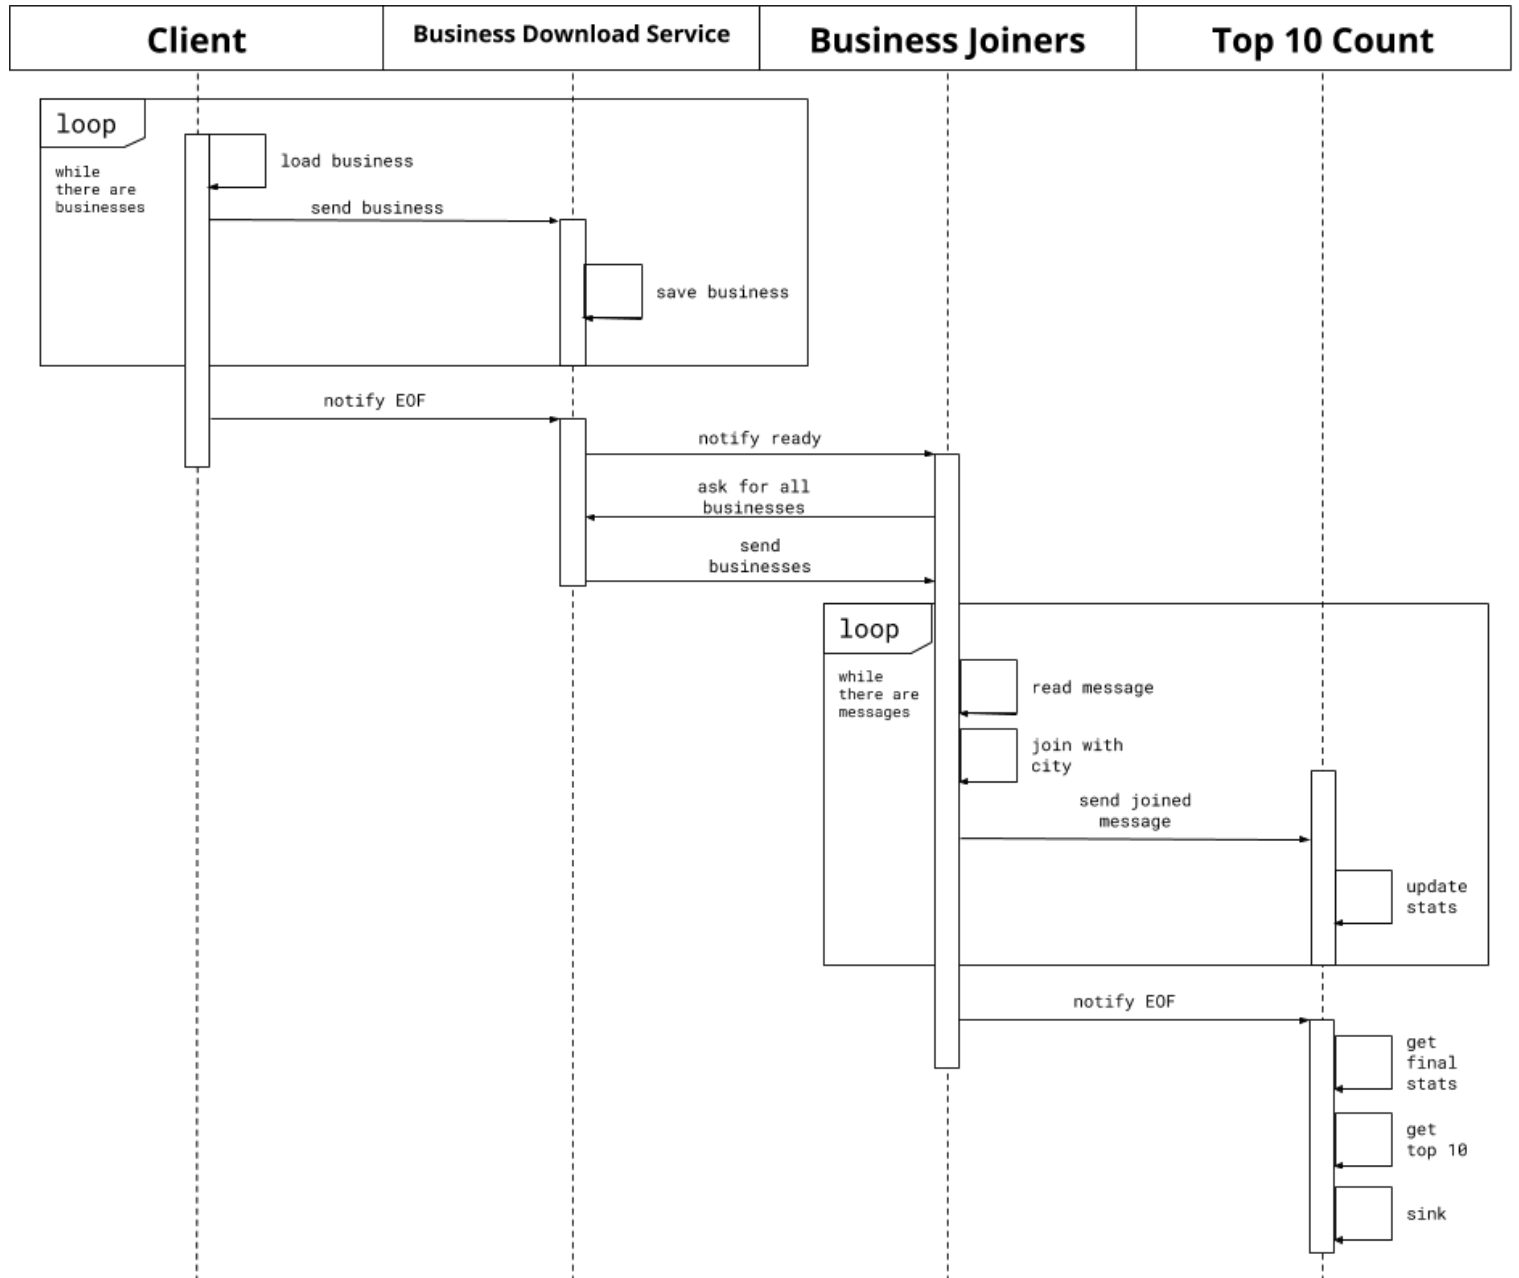 Client
Business Download Service
Business Joiners
Top 10 Count
loop
while
there are
businesses
load business
send business
save business
notify EOF
notify ready
ask for all
businesses
send
businesses
loop
while
there are
messages
read message
join with
city
send joined
message
update
stats
notify EOF
get
final
stats
get
top 10
sink